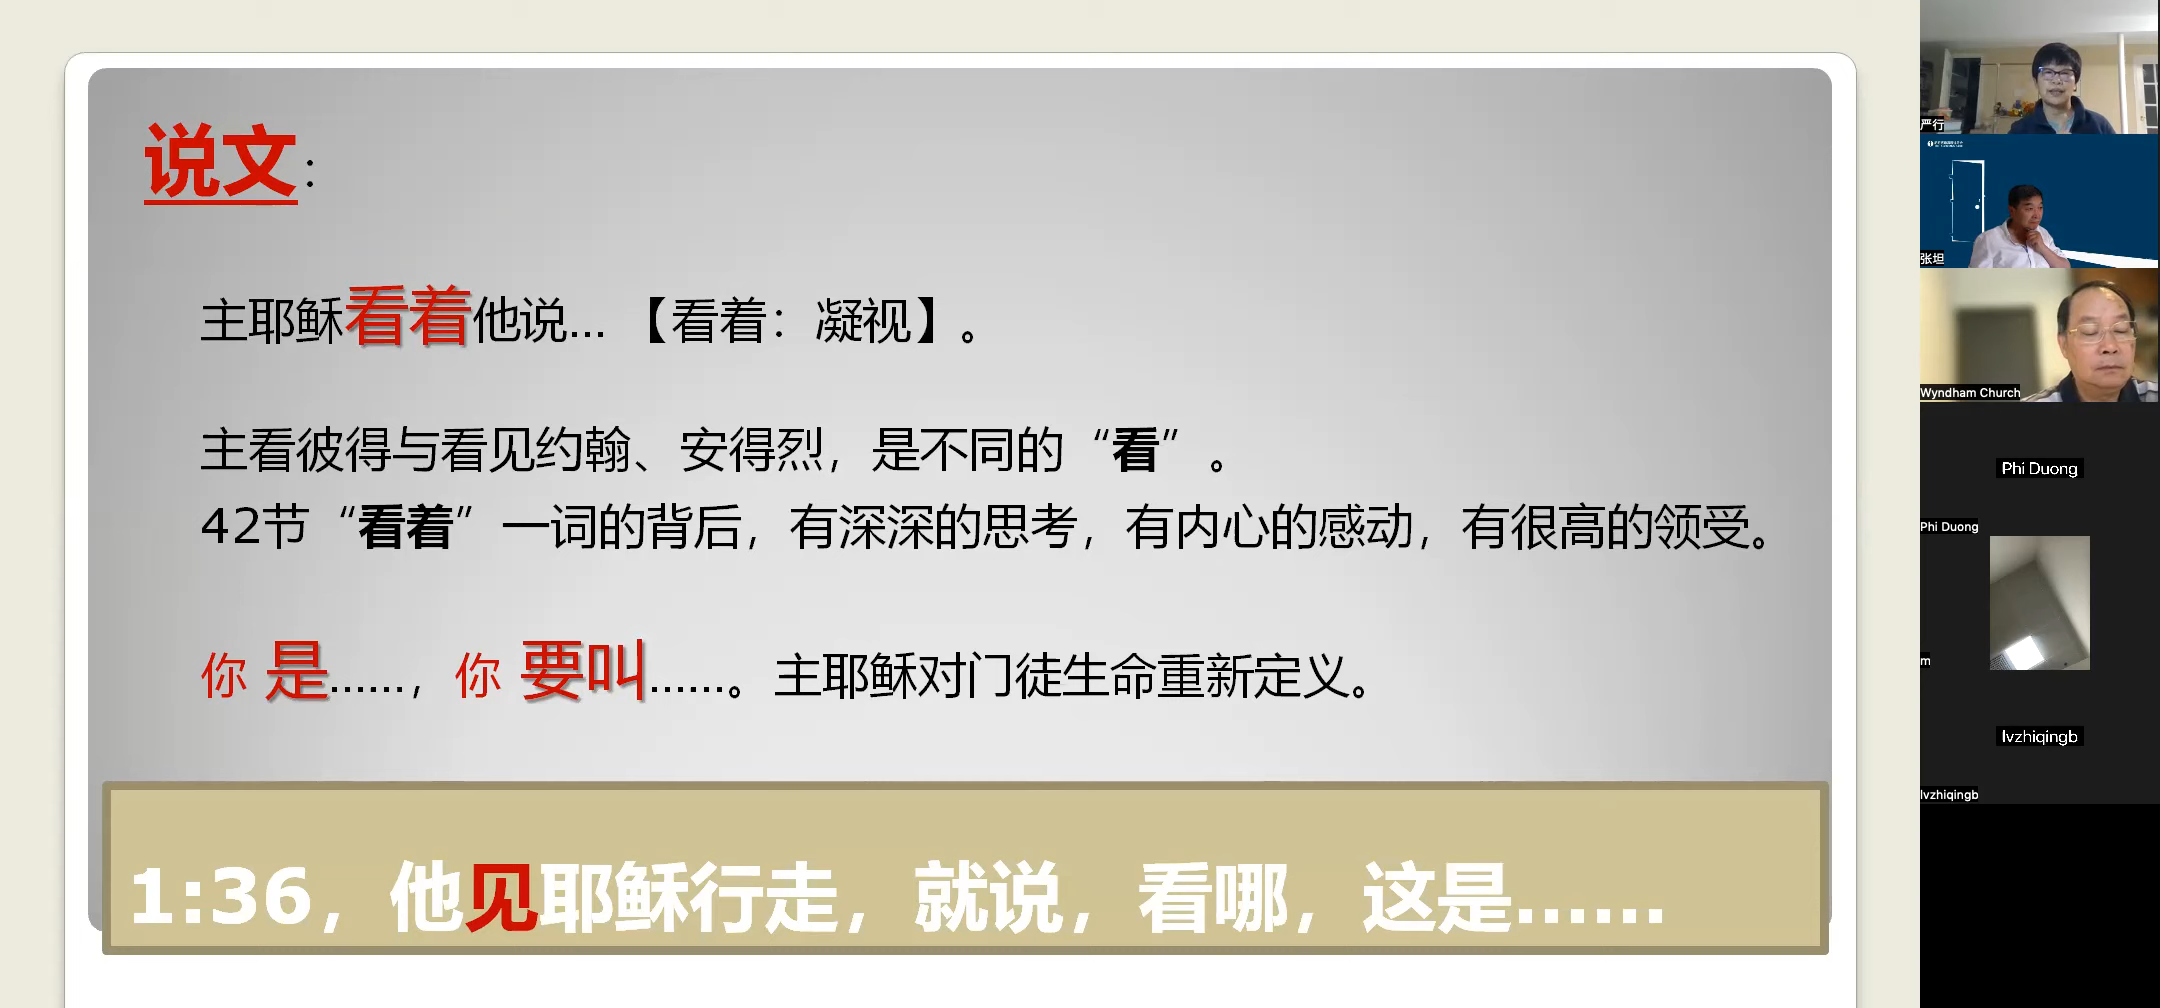 说文：
主耶稣看着他说... 【看着：凝视】。
主看彼得与看见约翰、安得烈，是不同的“看”。
42节“看着”一词的背后，有深深的思考，有内心的感动，有很高的领受。
你 是……，你 要叫……。主耶稣对门徒生命重新定义。
1:36，他见耶稣行走，就说，看哪，这是……
严行
张坦
Wyndham Church
Phi Duong
Phi Duong
m
lvzhiqingb
lvzhiqingb